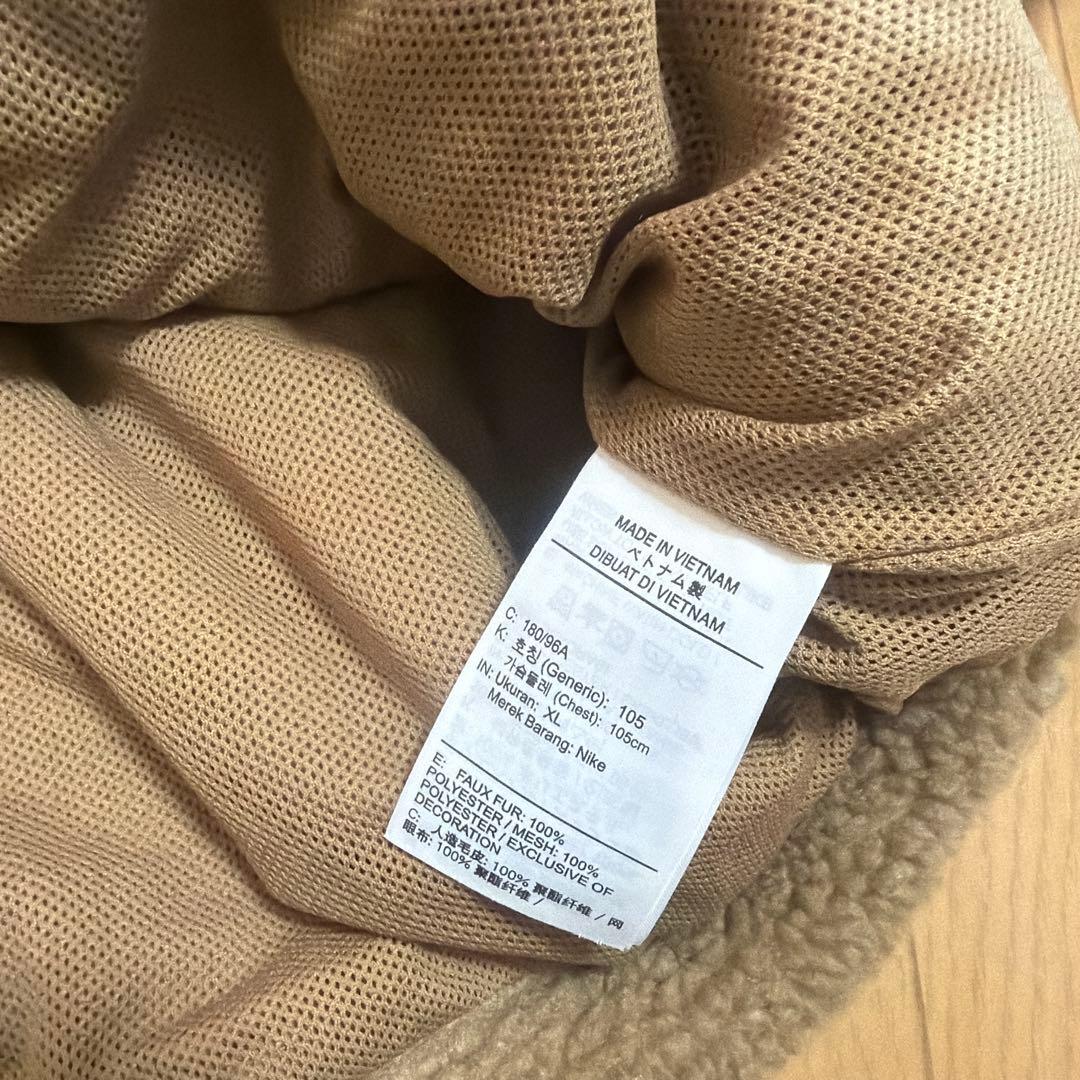 MADE IN VIETNAM
ベトナム製
DIBUAT DI VIETNAM
C: 180/96A
K: 호칭 (Generic): 105
가슴둘레 (Chest): 105cm
IN: Ukuran: XL
Merek Barang: Nike
E: FAUX FUR: 100%
POLYESTER / MESH: 100%
POLYESTER / EXCLUSIVE OF
DECORATION
C: 人造毛皮: 100% 聚酯纤维 / 网
眼布: 100% 聚酯纤维 /